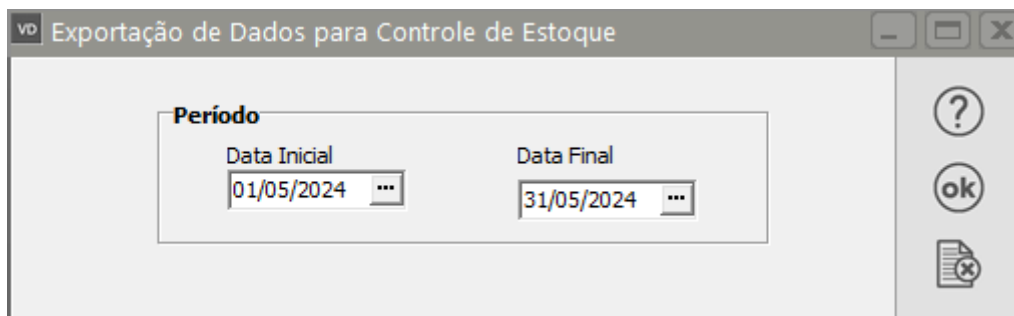 VD Exportação de Dados para Controle de Estoque
Período
Data Inicial Data Final
01/05/2024 ... 31/05/2024 ...
?
ok